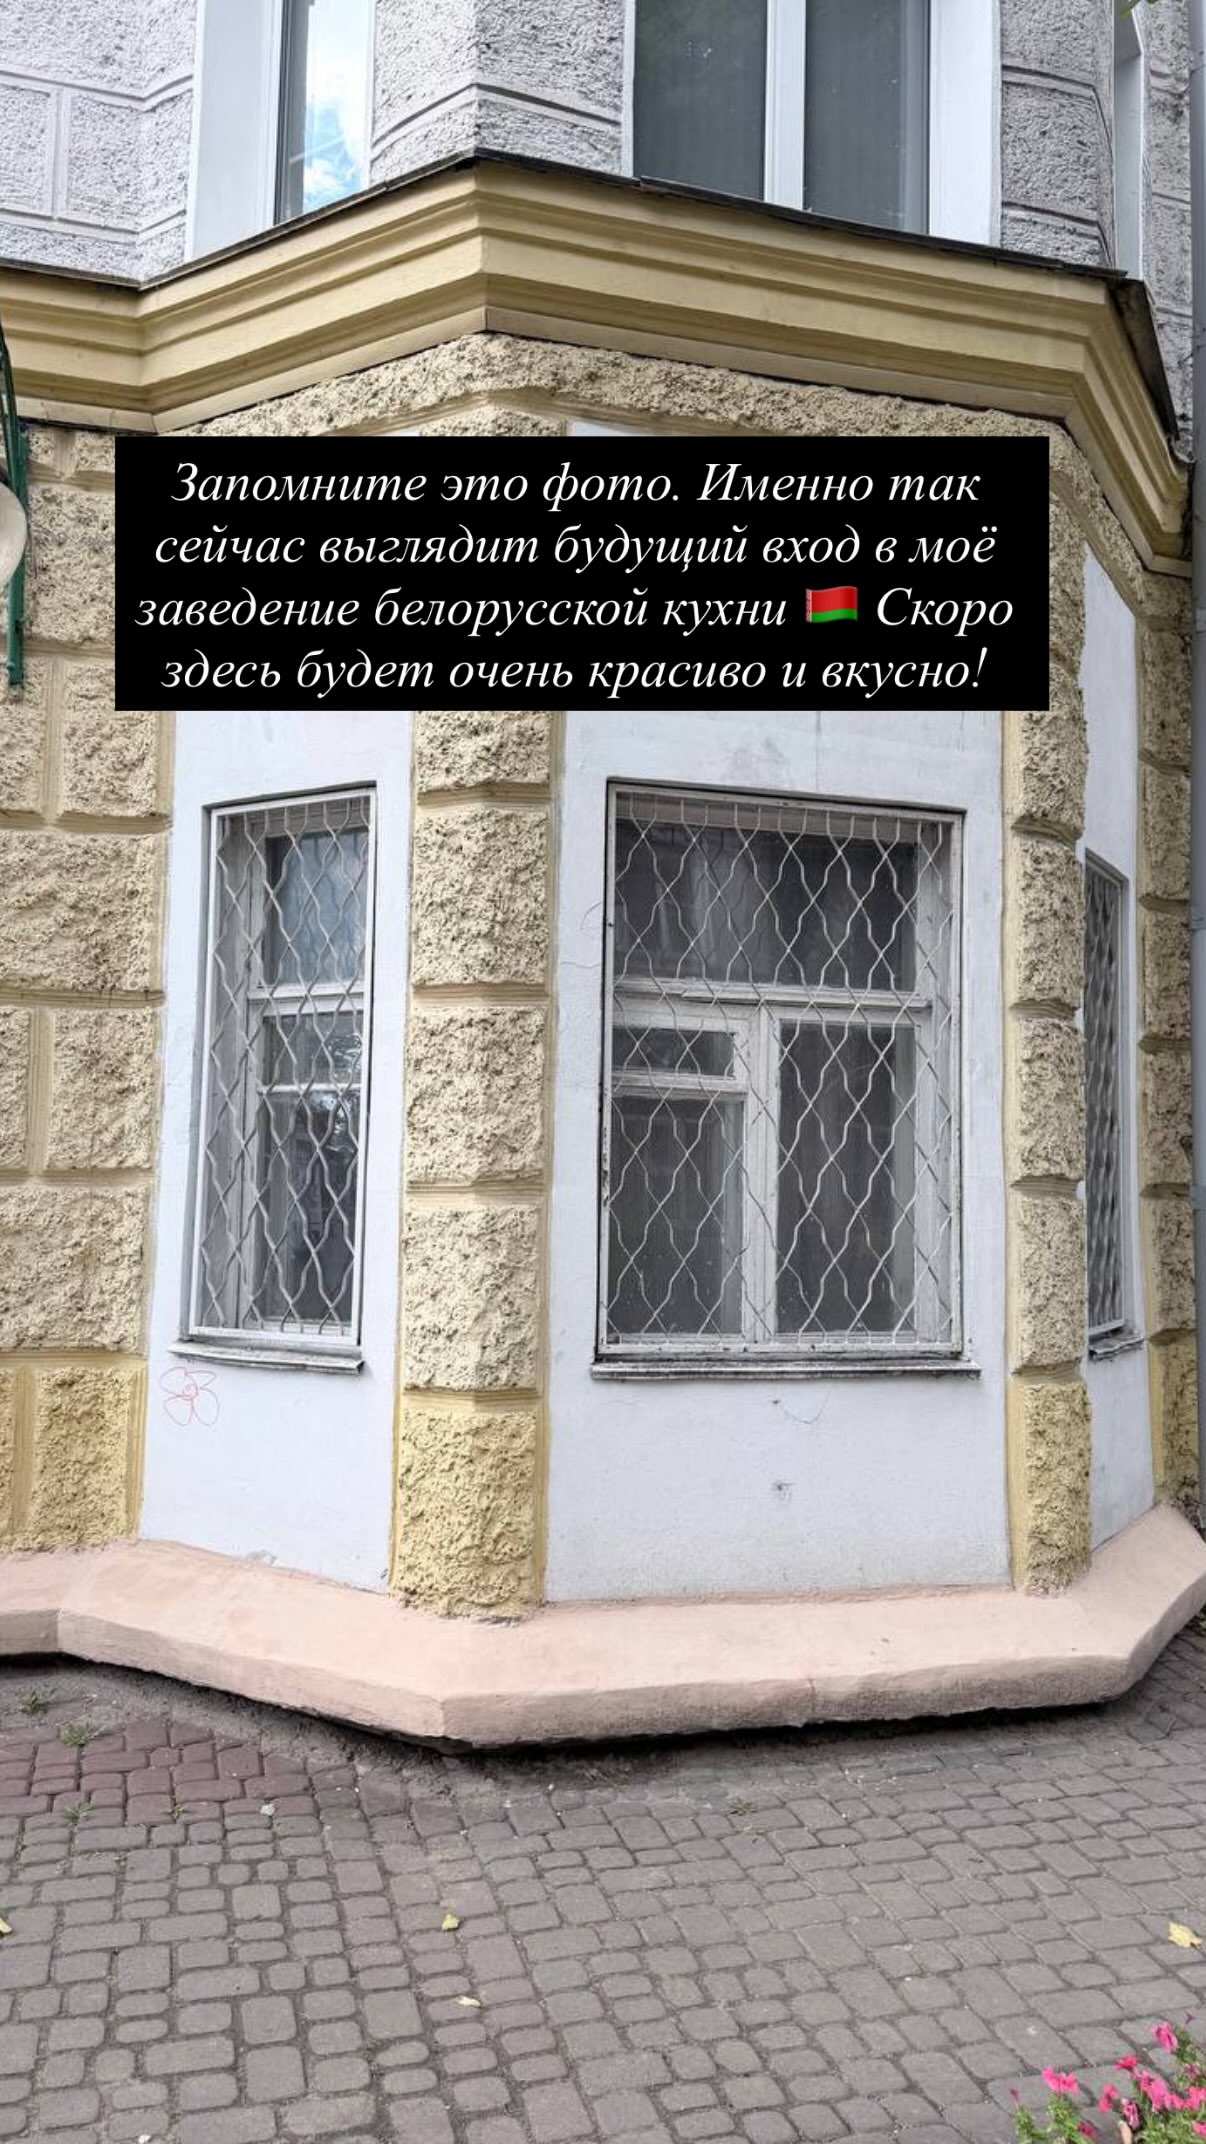 Запомните это фото. Именно так
сейчас выглядит будущий вход в моё
заведение белорусской кухни 🇧🇾 Скоро
здесь будет очень красиво и вкусно!